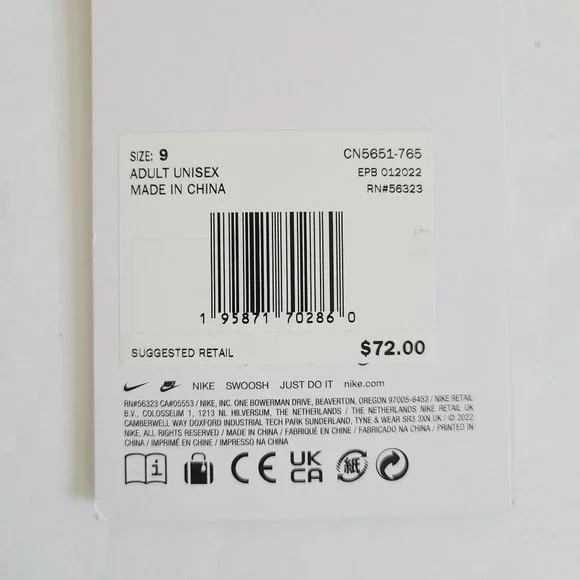 SIZE: 9
ADULT UNISEX
MADE IN CHINA
CN5651-765
EPB 012022
RN#56323
1 95871 70286 0
SUGGESTED RETAIL $72.00
NIKE SWOOSH JUST DO IT nike.com
RN#56323 CA#05553 / NIKE, INC. ONE BOWERMAN DRIVE, BEAVERTON, OREGON 97005-6453 / NIKE RETAIL
B.V., COLOSSEUM 1, 1213 NL HILVERSUM, THE NETHERLANDS / THE NETHERLANDS NIKE RETAIL UK
CAMBERWELL WAY DOXFORD INDUSTRIAL TECH PARK SUNDERLAND, TYNE & WEAR SR3 3XN UK / © 2022
NIKE, ALL RIGHTS RESERVED / MADE IN CHINA / FABRIQUÉ EN CHINE / FABRICADO NA CHINA / PRINTED IN
CHINA / IMPRIMÉ EN CHINE / IMPRESSO NA CHINA
i CE UK CA 紙